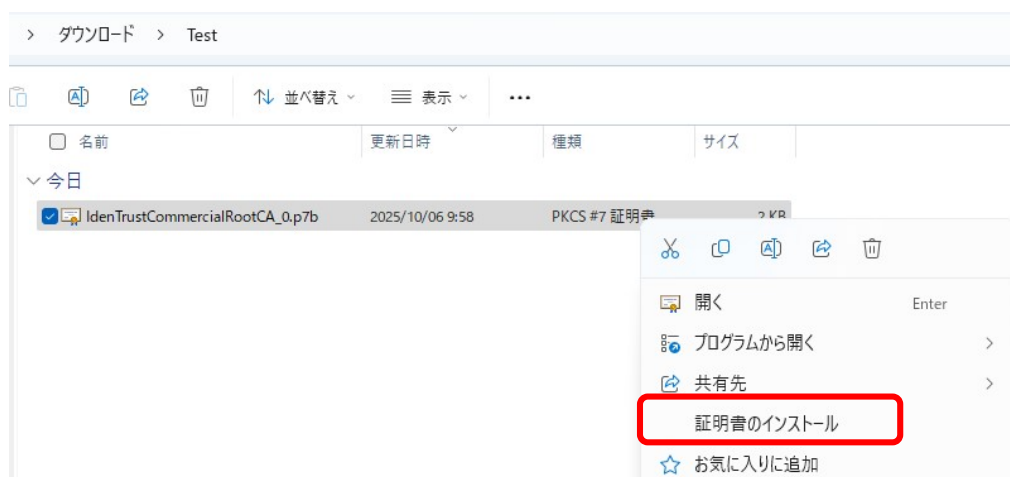 > ダウンロード > Test
並べ替え 表示 ...
名前 更新日時 種類 サイズ
今日
IdenTrustCommercialRootCA_0.p7b 2025/10/06 9:58 PKCS #7 証明書 2 KB
開く Enter
プログラムから開く
共有先
証明書のインストール
お気に入りに追加